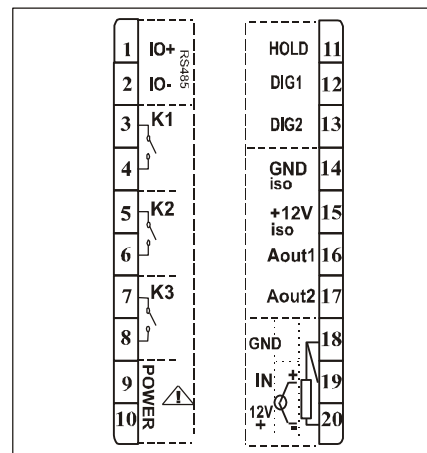 1 IO+
RS485
2 IO-
3 K1
4
5 K2
6
7 K3
8
9
POWER
10
HOLD 11
DIG1 12
DIG2 13
GND 14
iso
+12V 15
iso
Aout1 16
Aout2 17
GND 18
IN + 19
12V
+ - 20